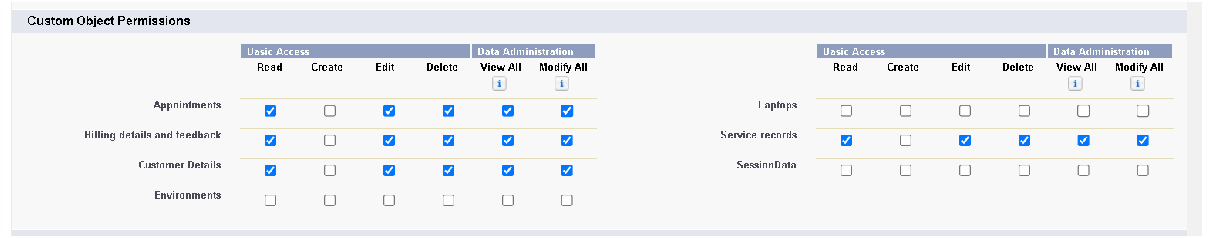 Custom Object Permissions
Basic Access Data Administration
Read Create Edit Delete View All Modify All
i i
Appointments
Billing details and feedback
Customer Details
Environments
Basic Access Data Administration
Read Create Edit Delete View All Modify All
i i
Laptops
Service records
SessionData